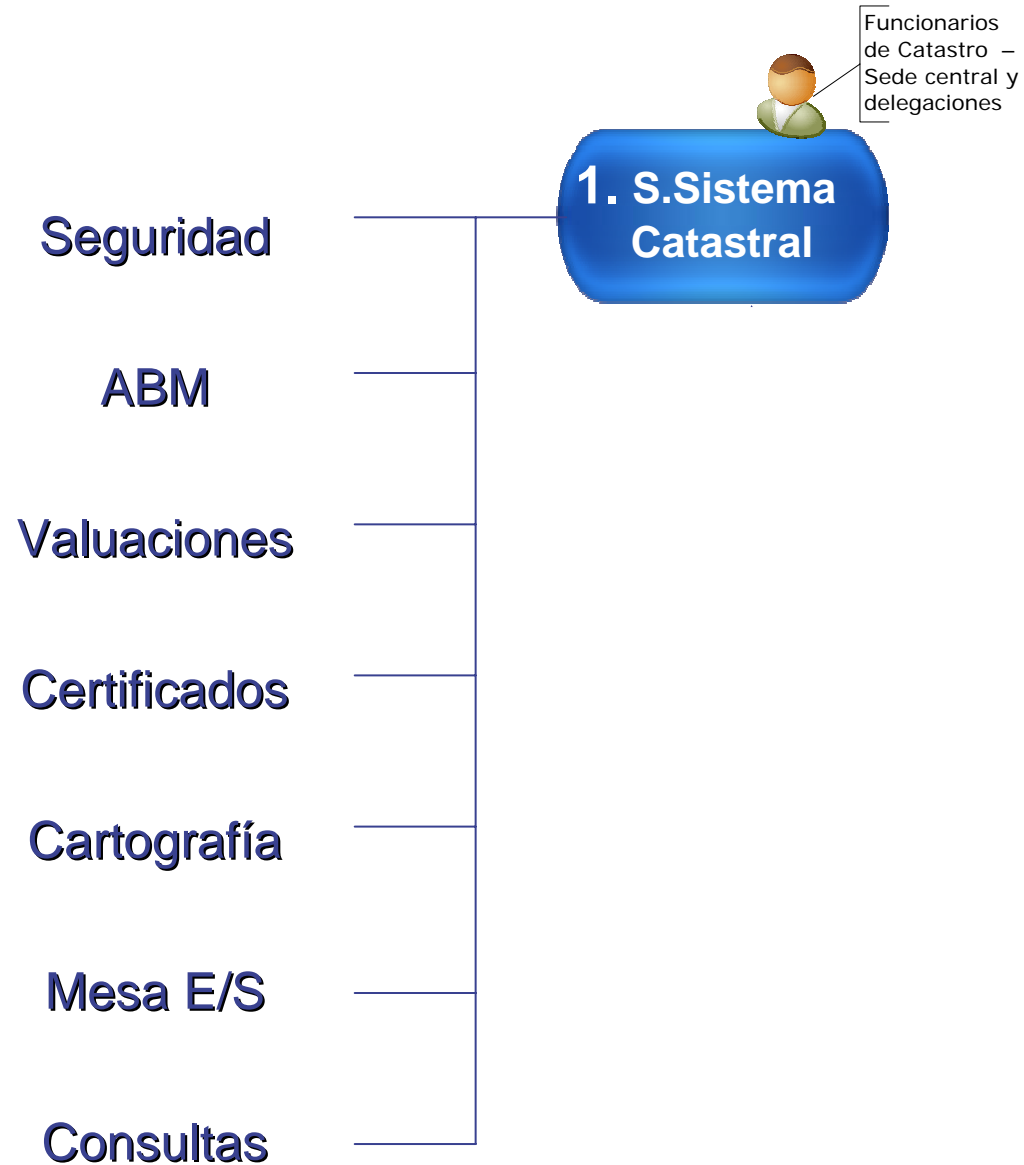 Funcionarios
de Catastro –
Sede central y
delegaciones
1. S.Sistema
Catastral
Seguridad
ABM
Valuaciones
Certificados
Cartografía
Mesa E/S
Consultas